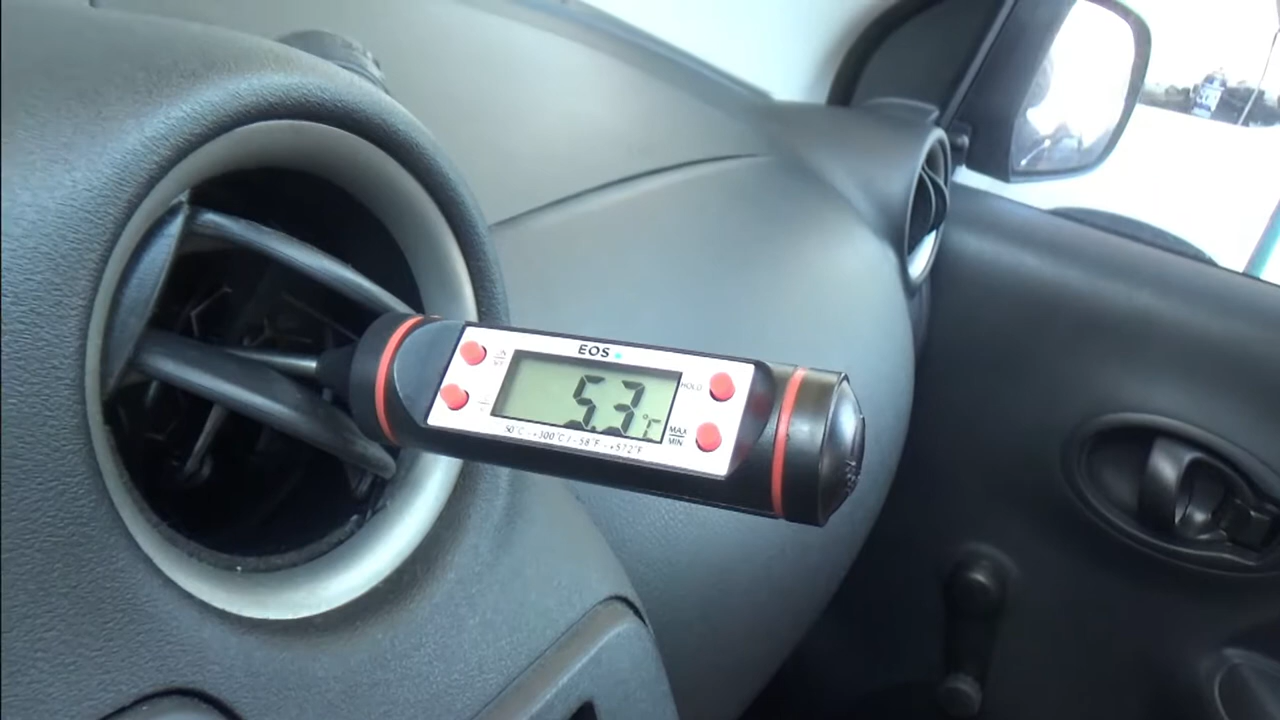 EOS
5.3°C
HOLD
MAX
MIN
50°C - +300°C / - 58°F - +572°F